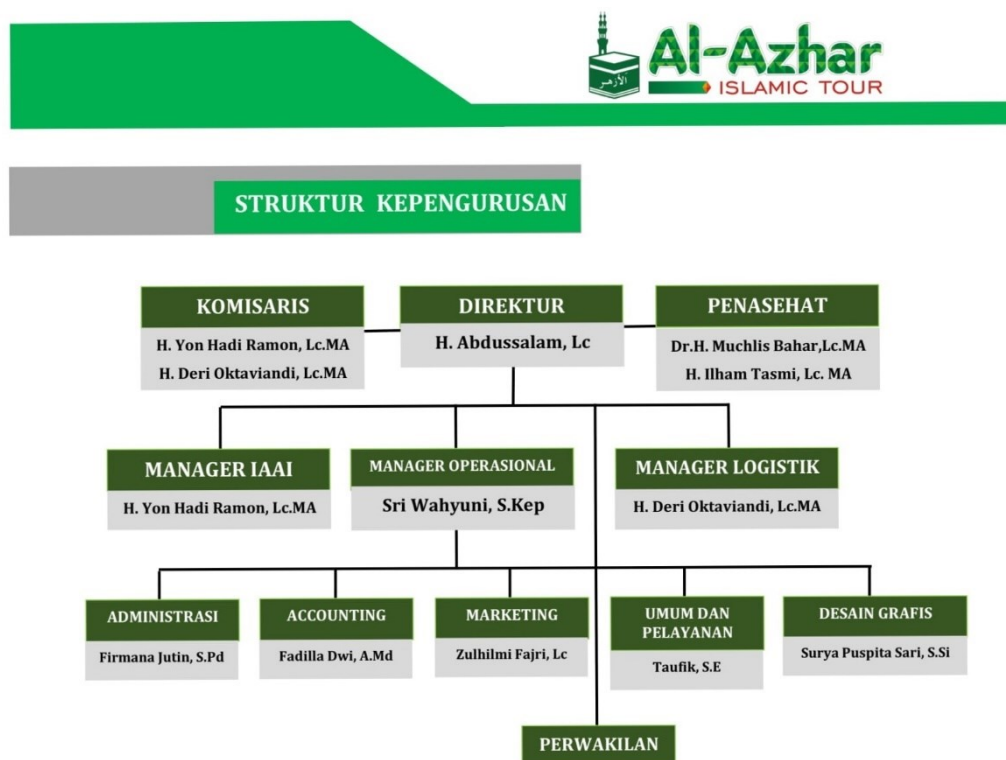 الأزهر
Al-Azhar
ISLAMIC TOUR
STRUKTUR KEPENGURUSAN
KOMISARIS
H. Yon Hadi Ramon, Lc.MA
H. Deri Oktaviandi, Lc.MA
DIREKTUR
H. Abdussalam, Lc
PENASEHAT
Dr.H. Muchlis Bahar,Lc.MA
H. Ilham Tasmi, Lc. MA
MANAGER IAAI
H. Yon Hadi Ramon, Lc.MA
MANAGER OPERASIONAL
Sri Wahyuni, S.Kep
MANAGER LOGISTIK
H. Deri Oktaviandi, Lc.MA
ADMINISTRASI
Firmana Jutin, S.Pd
ACCOUNTING
Fadilla Dwi, A.Md
MARKETING
Zulhilmi Fajri, Lc
UMUM DAN
PELAYANAN
Taufik, S.E
DESAIN GRAFIS
Surya Puspita Sari, S.Si
PERWAKILAN